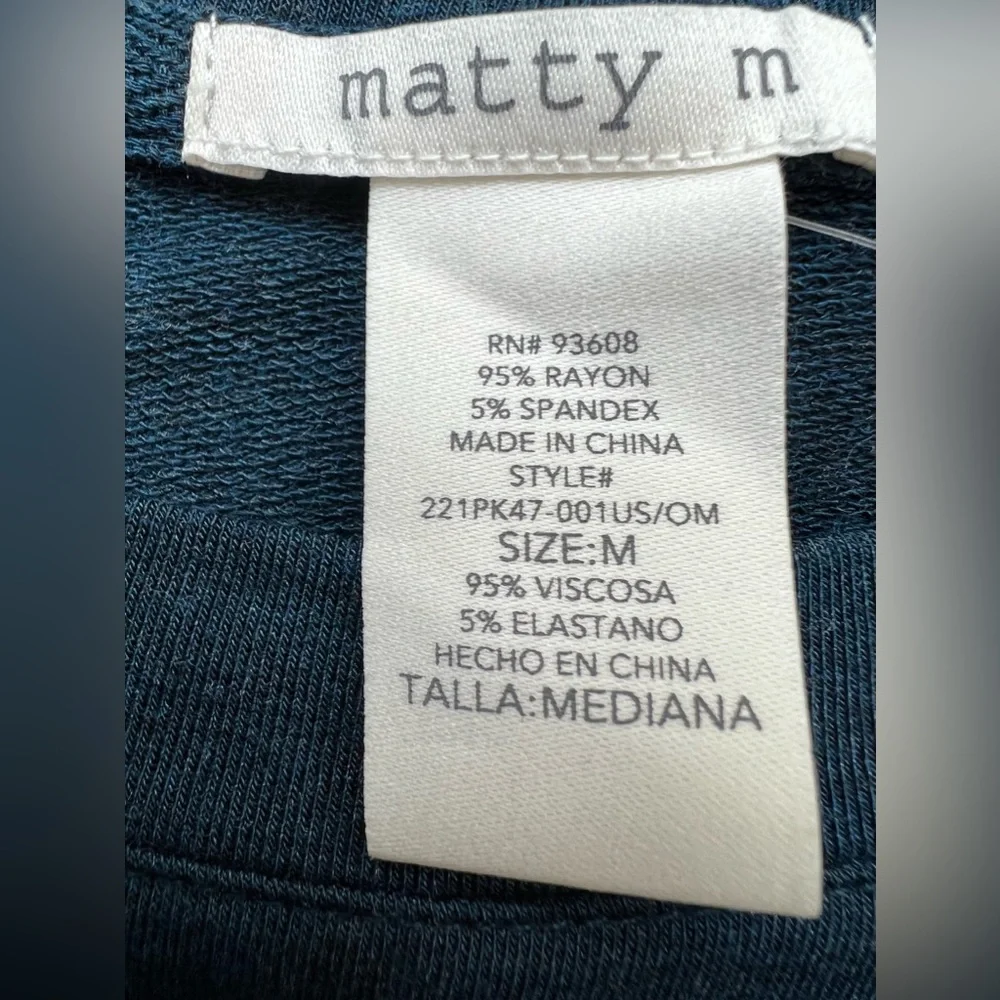 matty m
RN# 93608
95% RAYON
5% SPANDEX
MADE IN CHINA
STYLE#
221PK47-001US/OM
SIZE:M
95% VISCOSA
5% ELASTANO
HECHO EN CHINA
TALLA:MEDIANA